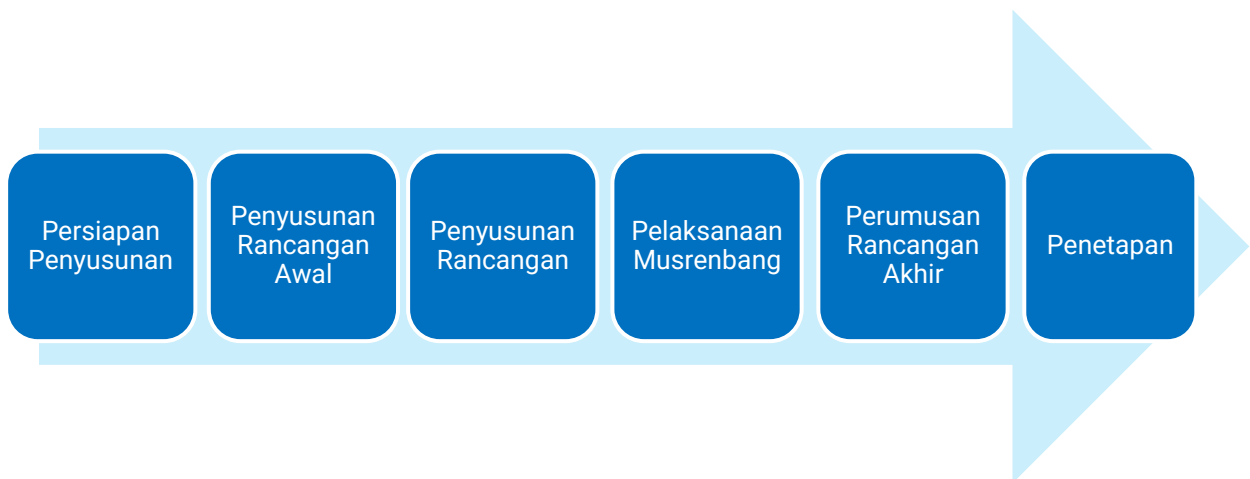 Persiapan
Penyusunan
Penyusunan
Rancangan
Awal
Penyusunan
Rancangan
Pelaksanaan
Musrenbang
Perumusan
Rancangan
Akhir
Penetapan